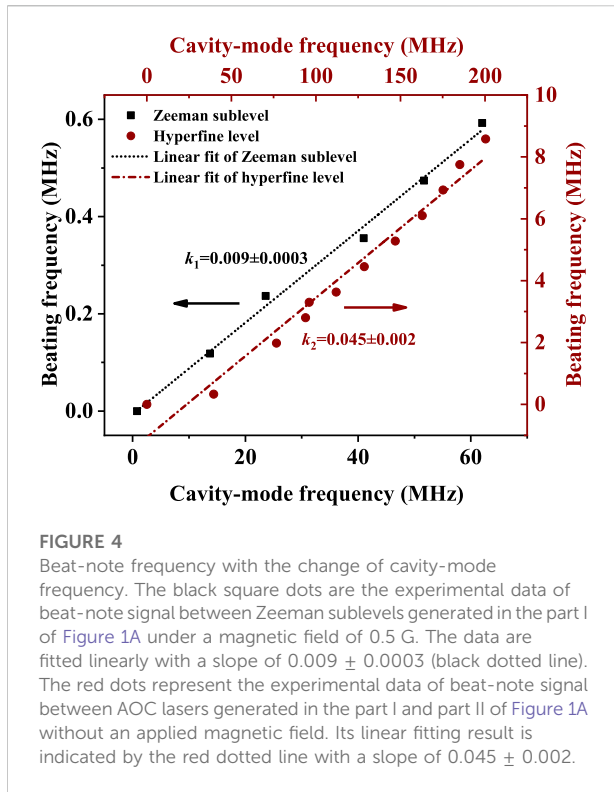 Cavity-mode frequency (MHz)
0 50 100 150 200
Zeeman sublevel
Hyperfine level
Linear fit of Zeeman sublevel
Linear fit of hyperfine level
k₁=0.009±0.0003
k₂=0.045±0.002
Beating frequency (MHz)
0.6
0.4
0.2
0.0
10
8
6
4
2
0
Beating frequency (MHz)
0 20 40 60
Cavity-mode frequency (MHz)
FIGURE 4
Beat-note frequency with the change of cavity-mode
frequency. The black square dots are the experimental data of
beat-note signal between Zeeman sublevels generated in the part I
of Figure 1A under a magnetic field of 0.5 G. The data are
fitted linearly with a slope of 0.009 ± 0.0003 (black dotted line).
The red dots represent the experimental data of beat-note signal
between AOC lasers generated in the part I and part II of Figure 1A
without an applied magnetic field. Its linear fitting result is
indicated by the red dotted line with a slope of 0.045 ± 0.002.